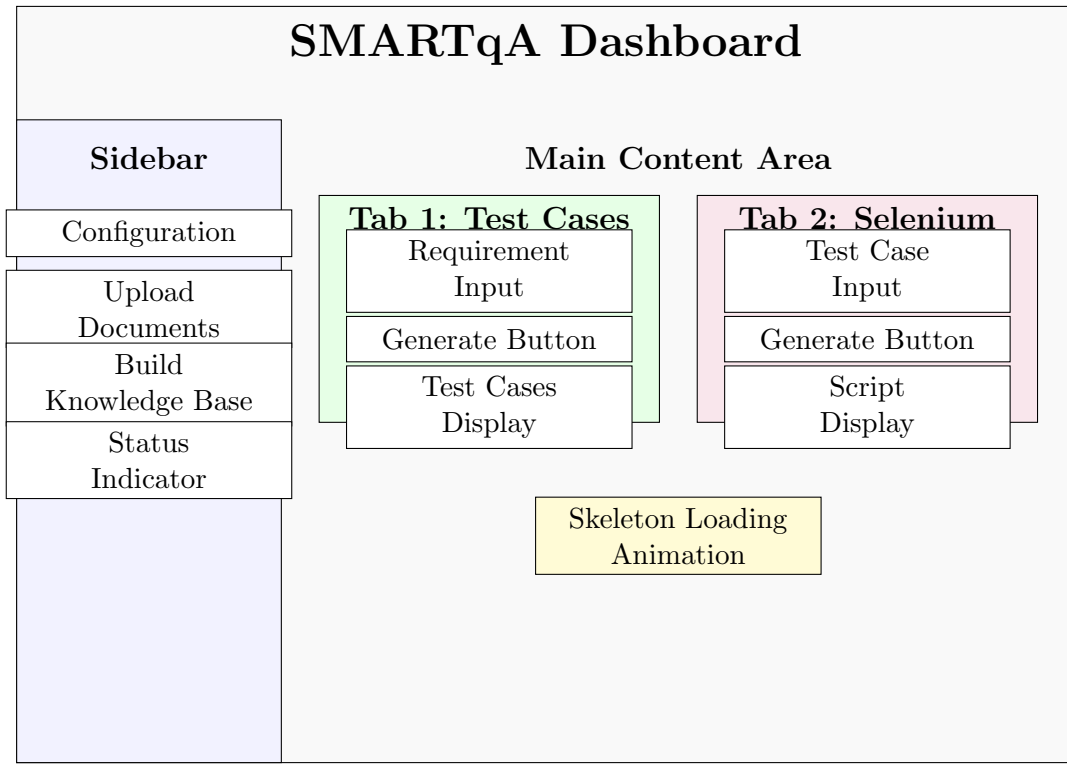 SMARTqA Dashboard
Sidebar
Configuration
Upload
Documents
Build
Knowledge Base
Status
Indicator
Main Content Area
Tab 1: Test Cases
Requirement
Input
Generate Button
Test Cases
Display
Tab 2: Selenium
Test Case
Input
Generate Button
Script
Display
Skeleton Loading
Animation